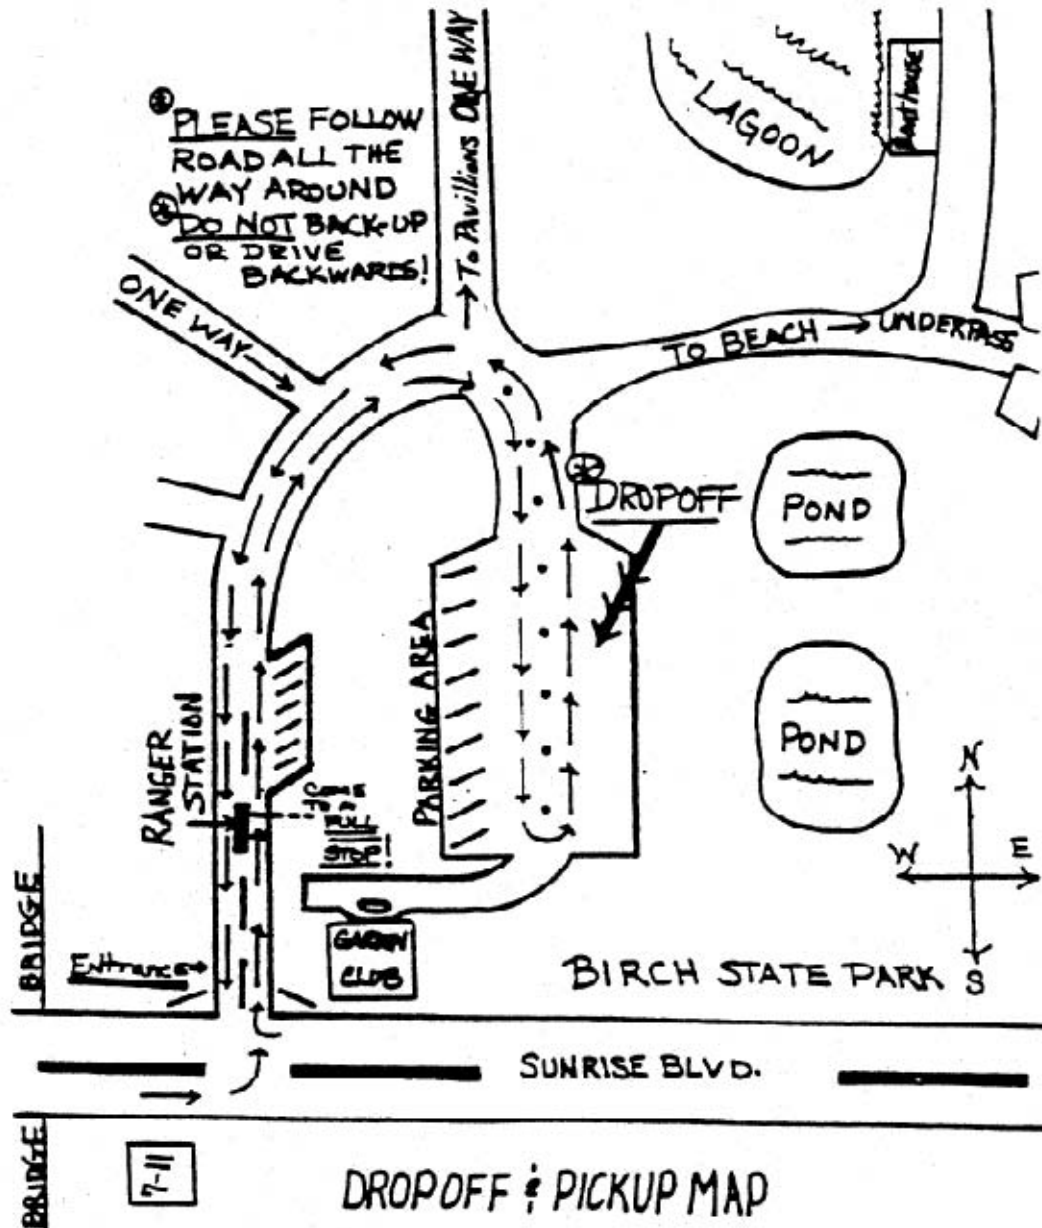 PLEASE FOLLOW
ROAD ALL THE
WAY AROUND
DO NOT BACK-UP
OR DRIVE
BACKWARDS!
ONE WAY
To Pavillions ONE WAY
LAGOON
Boathouse
TO BEACH → UNDERPASS
DROPOFF
POND
POND
PARKING AREA
RANGER
STATION
Come
to a
FULL
STOP!
GARDEN
CLUB
Entrance
BRIDGE
BIRCH STATE PARK
N
W E
S
SUNRISE BLVD.
BRIDGE
7-11
DROPOFF & PICKUP MAP